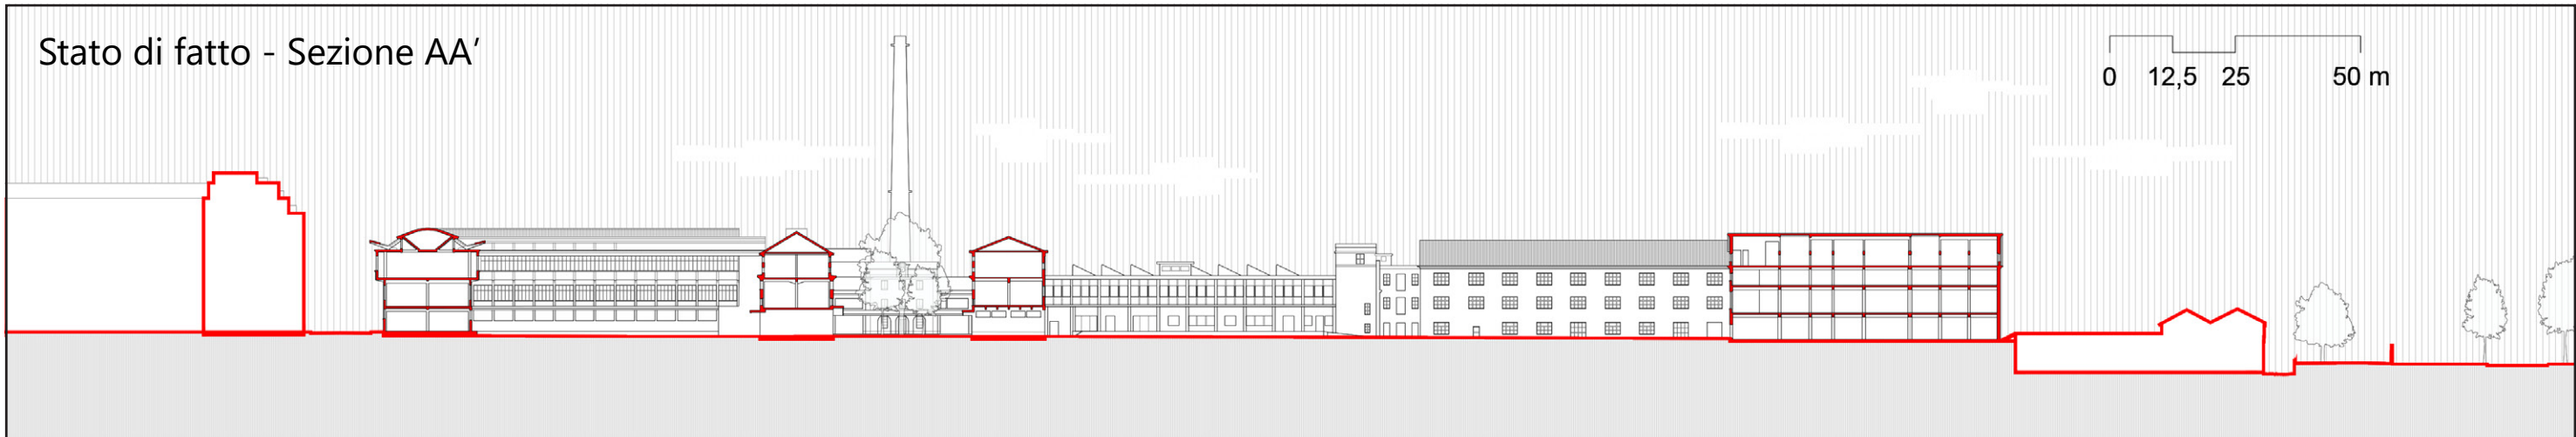 Stato di fatto - Sezione AA’
0 12,5 25 50 m